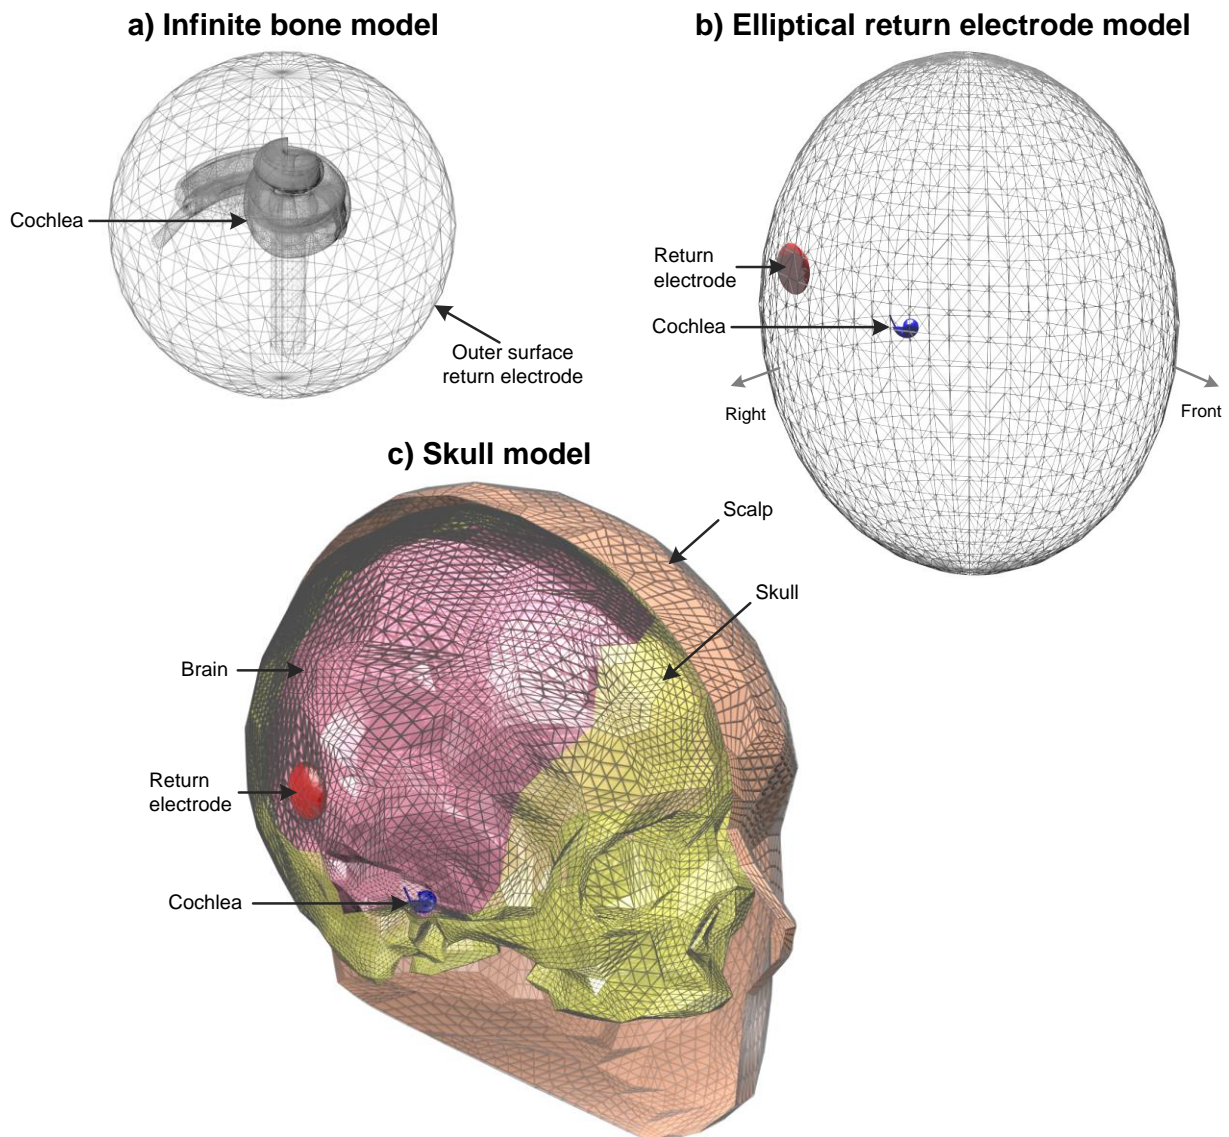 a) Infinite bone model
b) Elliptical return electrode model
Cochlea
Outer surface
return electrode
Return
electrode
Cochlea
Right
Front
c) Skull model
Scalp
Skull
Brain
Return
electrode
Cochlea